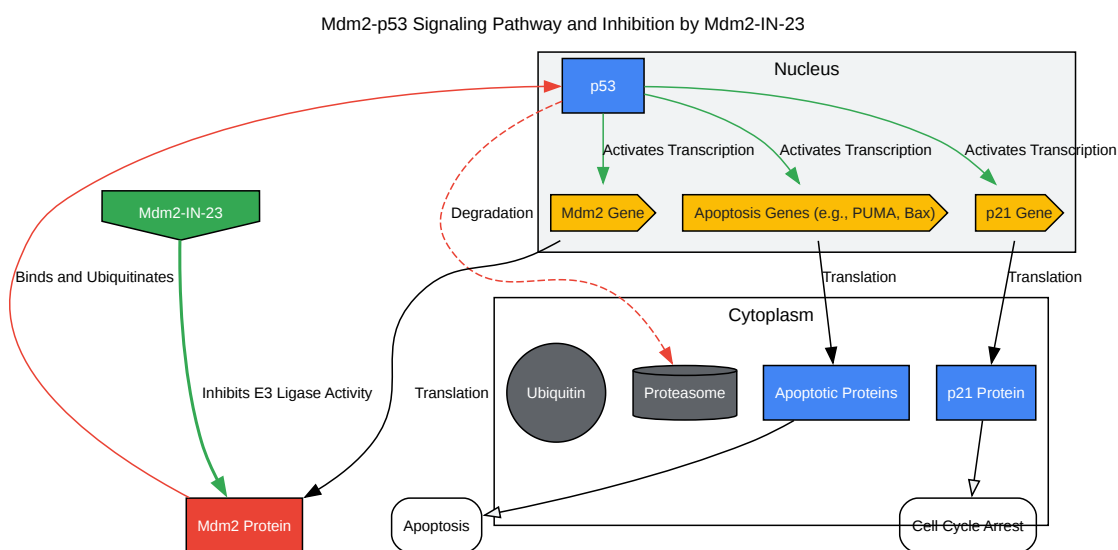 Mdm2-p53 Signaling Pathway and Inhibition by Mdm2-IN-23
Nucleus
p53
Activates Transcription
Activates Transcription
Activates Transcription
Mdm2-IN-23
Degradation
Mdm2 Gene
Apoptosis Genes (e.g., PUMA, Bax)
p21 Gene
Binds and Ubiquitinates
Translation
Translation
Cytoplasm
Inhibits E3 Ligase Activity
Translation
Ubiquitin
Proteasome
Apoptotic Proteins
p21 Protein
Mdm2 Protein
Apoptosis
Cell Cycle Arrest